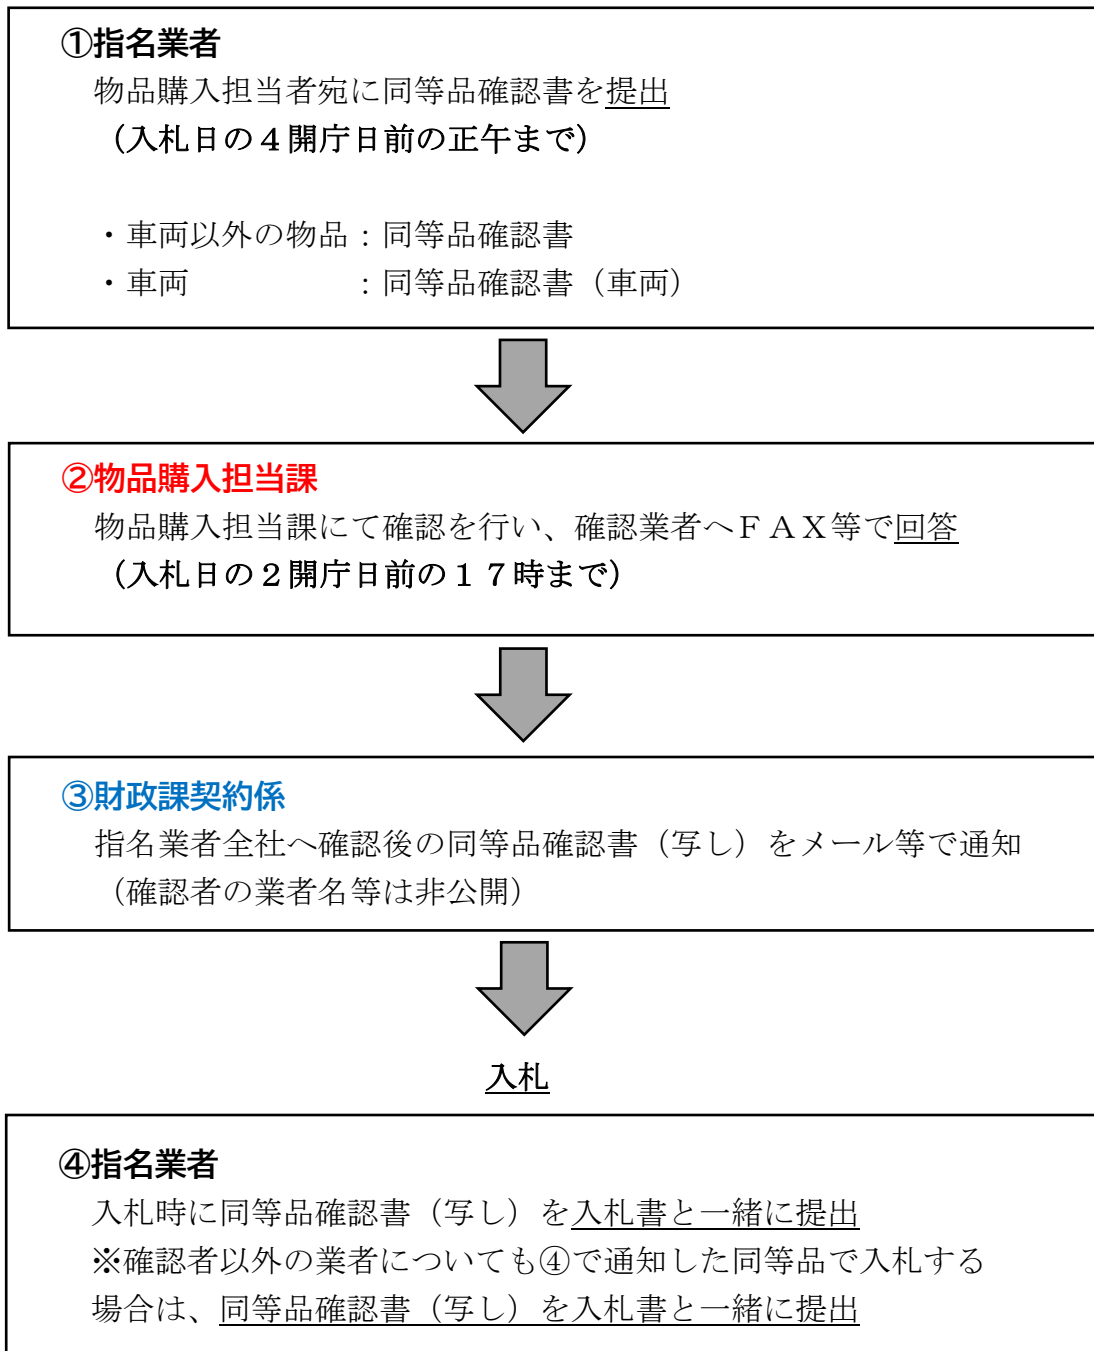 ①指名業者
物品購入担当者宛に同等品確認書を提出
（入札日の４開庁日前の正午まで）
・車両以外の物品：同等品確認書
・車両　　　　　：同等品確認書（車両）
②物品購入担当課
物品購入担当課にて確認を行い、確認業者へＦＡＸ等で回答
（入札日の２開庁日前の１７時まで）
③財政課契約係
指名業者全社へ確認後の同等品確認書（写し）をメール等で通知
（確認者の業者名等は非公開）
入札
④指名業者
入札時に同等品確認書（写し）を入札書と一緒に提出
※確認者以外の業者についても④で通知した同等品で入札する
場合は、同等品確認書（写し）を入札書と一緒に提出